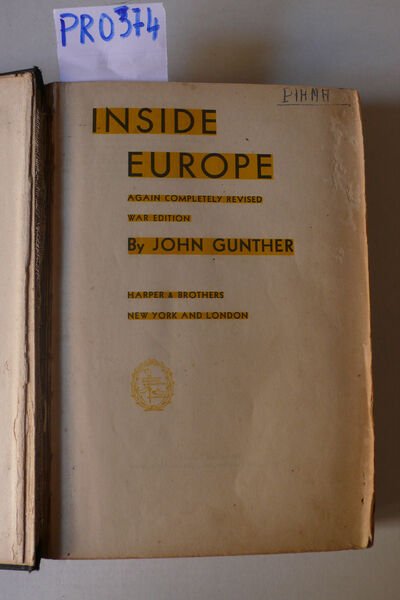 PRO374
INSIDE
EUROPE
AGAIN COMPLETELY REVISED
WAR EDITION
By JOHN GUNTHER
HARPER & BROTHERS
NEW YORK AND LONDON